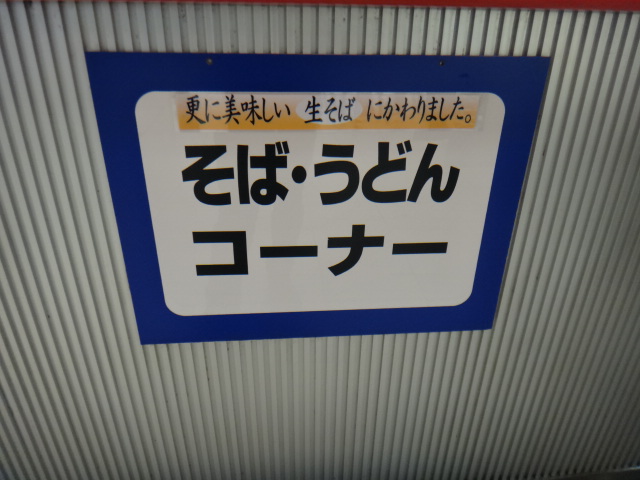 更に美味しい 生そば にかわりました。
そば・うどん
コーナー